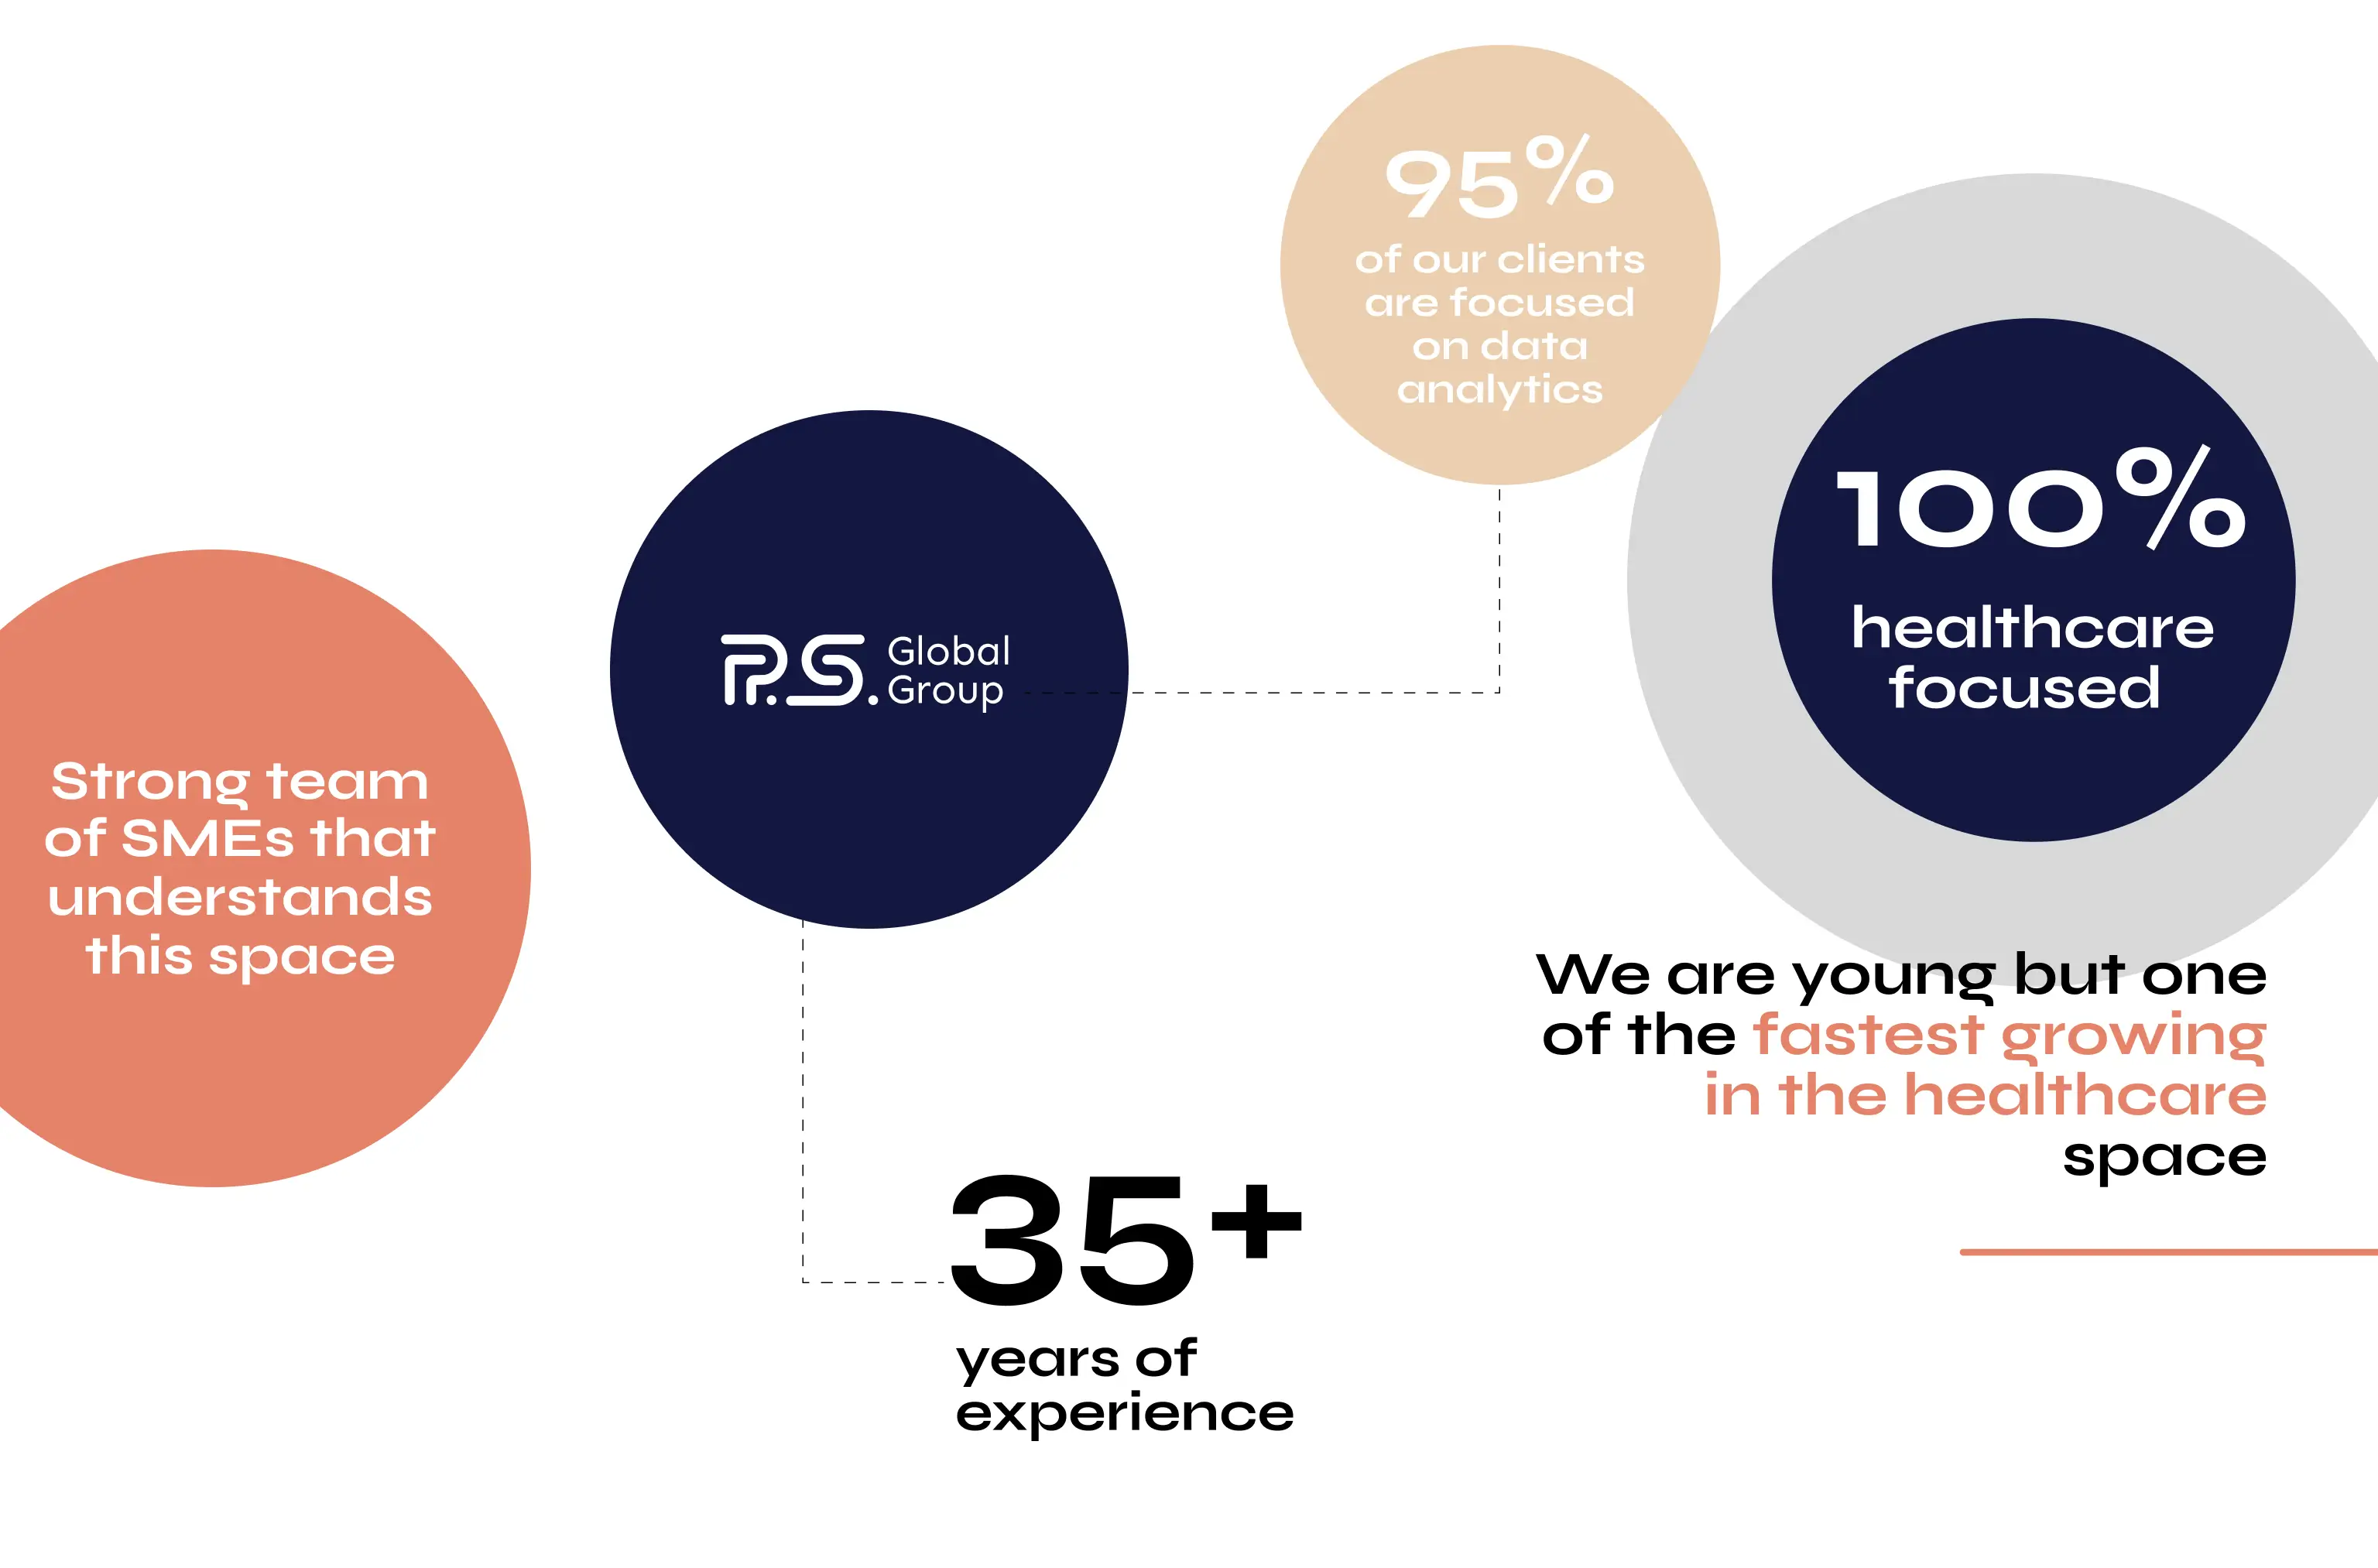 95%
of our clients
are focused
on data
analytics
100%
healthcare
focused
P.S. Global
Group
Strong team
of SMEs that
understands
this space
We are young but one
of the fastest growing
in the healthcare
space
35+
years of
experience